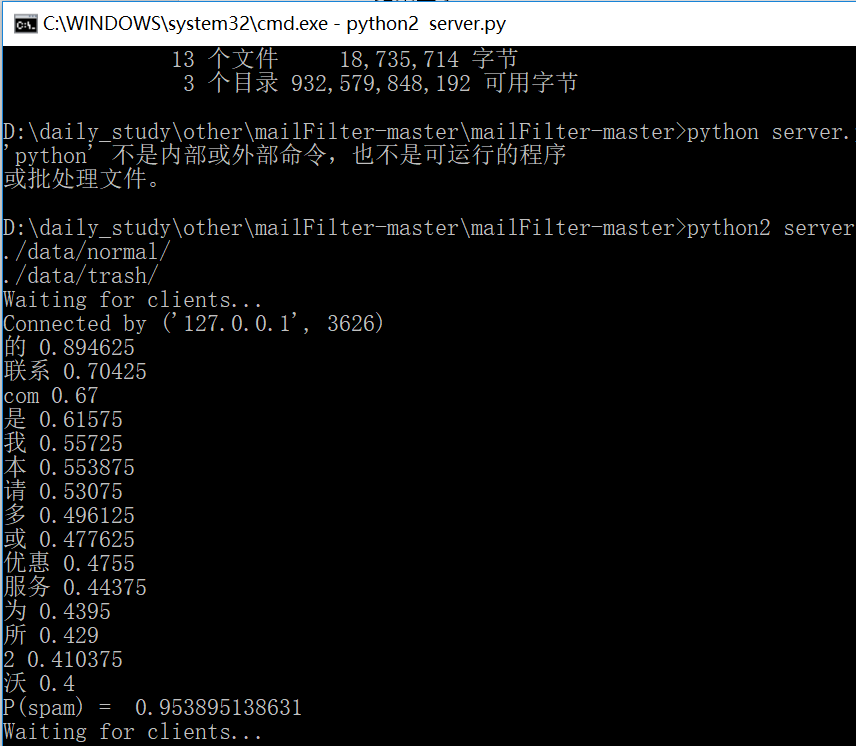 C:\WINDOWS\system32\cmd.exe - python2 server.py
13 个文件 18,735,714 字节
3 个目录 932,579,848,192 可用字节
D:\daily_study\other\mailFilter-master\mailFilter-master>python server.
'python' 不是内部或外部命令，也不是可运行的程序
或批处理文件。
D:\daily_study\other\mailFilter-master\mailFilter-master>python2 server
./data/normal/
./data/trash/
Waiting for clients...
Connected by ('127.0.0.1', 3626)
的 0.894625
联系 0.70425
com 0.67
是 0.61575
我 0.55725
本 0.553875
请 0.53075
多 0.496125
或 0.477625
优惠 0.4755
服务 0.44375
为 0.4395
所 0.429
2 0.410375
沃 0.4
P(spam) = 0.953895138631
Waiting for clients...